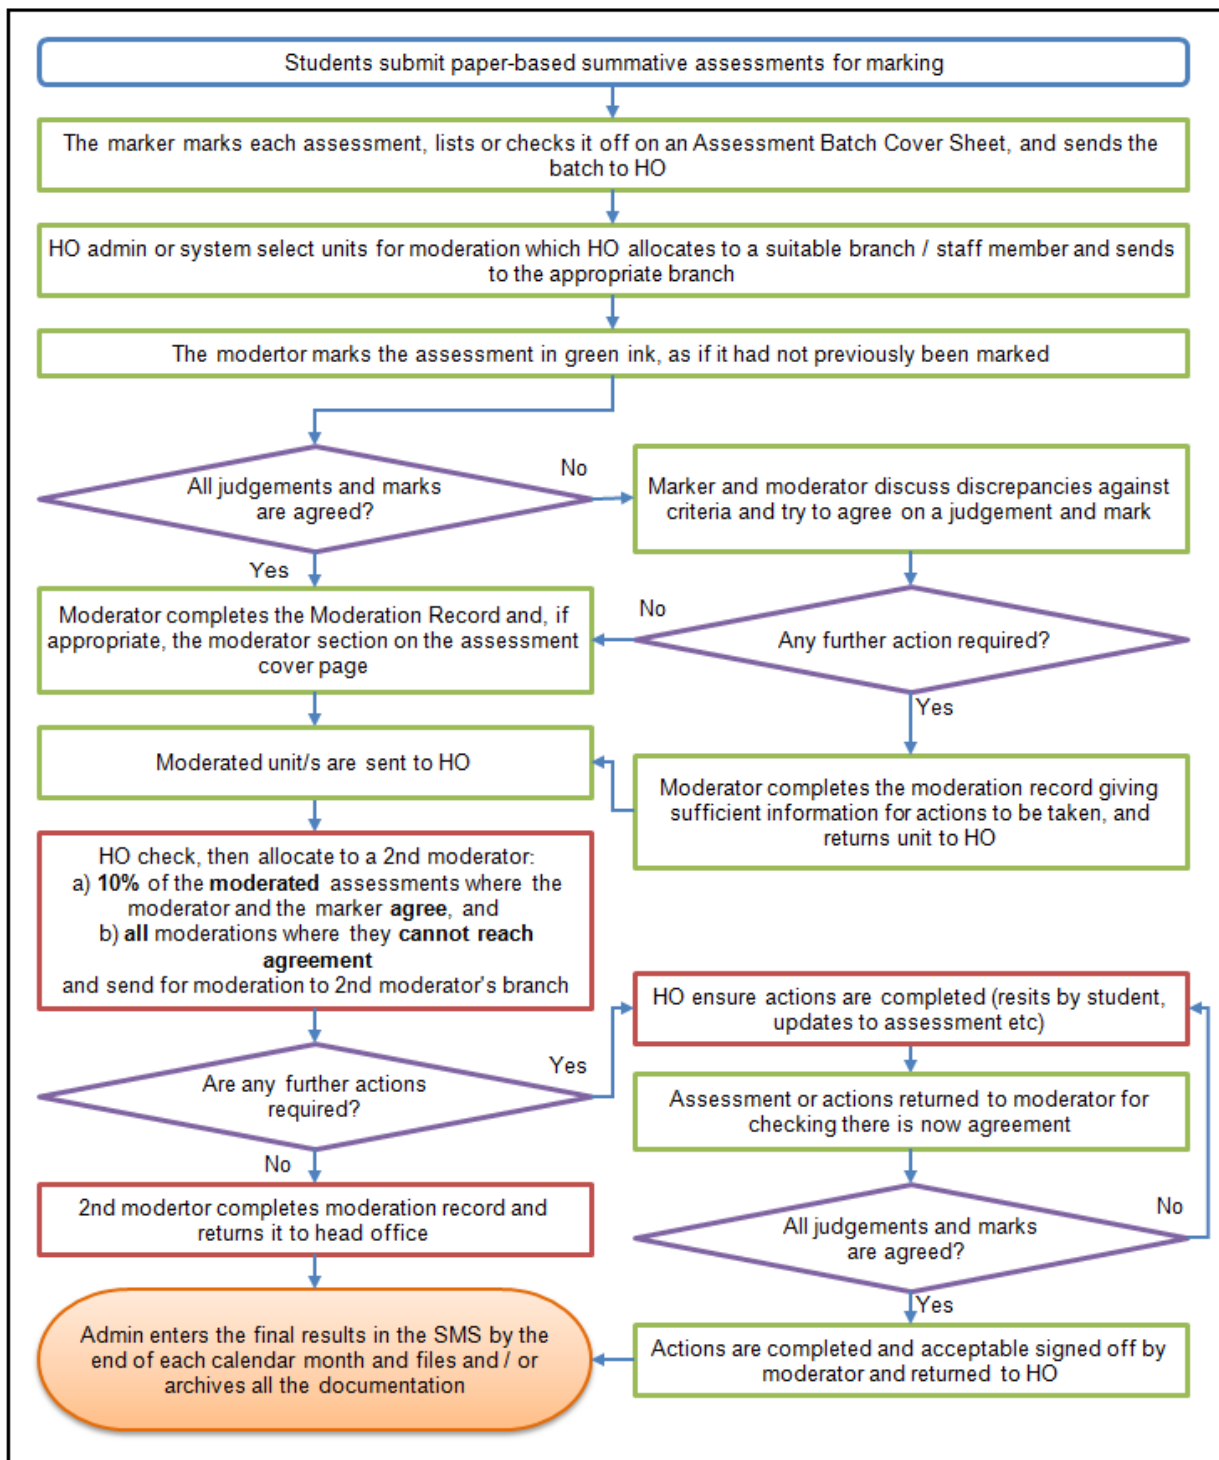 Students submit paper-based summative assessments for marking
The marker marks each assessment, lists or checks it off on an Assessment Batch Cover Sheet, and sends the
batch to HO
HO admin or system select units for moderation which HO allocates to a suitable branch / staff member and sends
to the appropriate branch
The modertor marks the assessment in green ink, as if it had not previously been marked
All judgements and marks
are agreed?
No
Marker and moderator discuss discrepancies against
criteria and try to agree on a judgement and mark
Yes
Moderator completes the Moderation Record and, if
appropriate, the moderator section on the assessment
cover page
No
Any further action required?
Yes
Moderated unit/s are sent to HO
Moderator completes the moderation record giving
sufficient information for actions to be taken, and
returns unit to HO
HO check, then allocate to a 2nd moderator:
a) 10% of the moderated assessments where the
moderator and the marker agree, and
b) all moderations where they cannot reach
agreement
and send for moderation to 2nd moderator's branch
HO ensure actions are completed (resits by student,
updates to assessment etc)
Are any further actions
required?
Yes
Assessment or actions returned to moderator for
checking there is now agreement
No
2nd modertor completes moderation record and
returns it to head office
All judgements and marks
are agreed?
No
Yes
Admin enters the final results in the SMS by the
end of each calendar month and files and / or
archives all the documentation
Actions are completed and acceptable signed off by
moderator and returned to HO